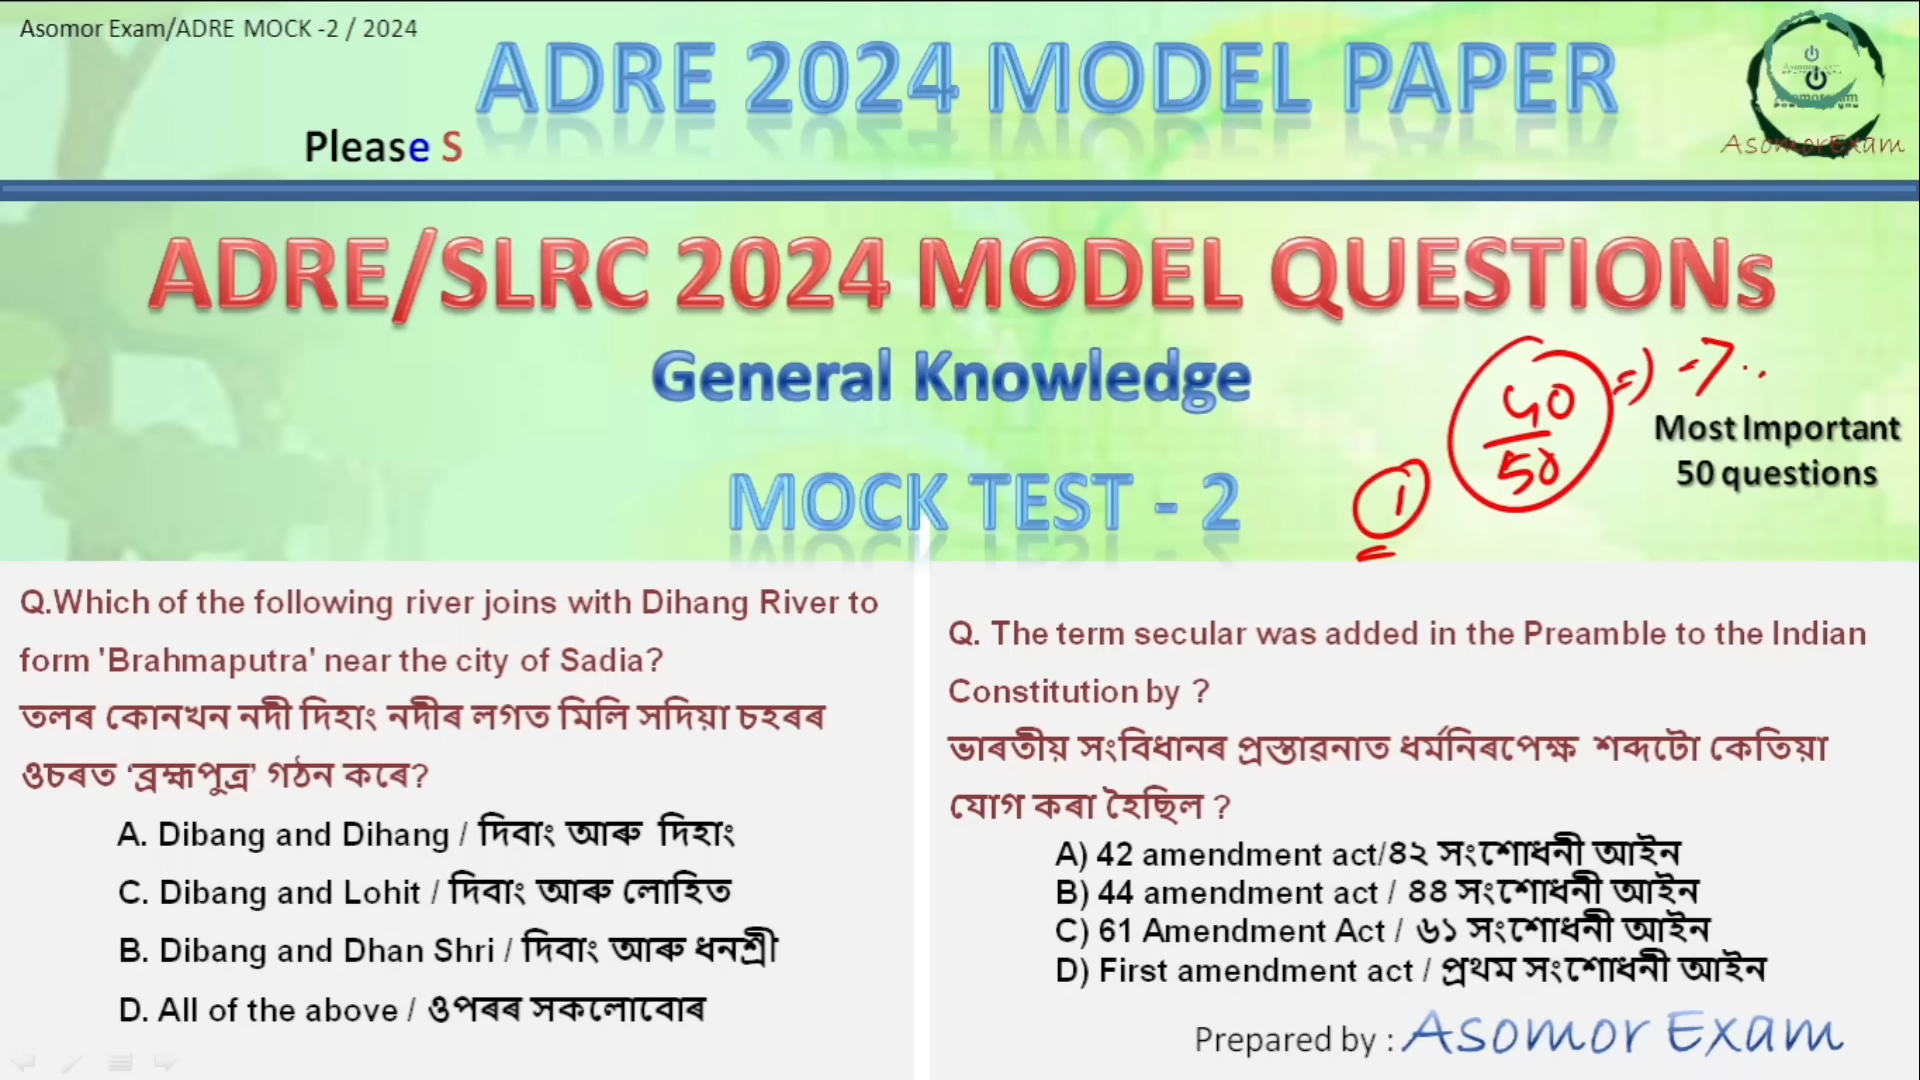 Asomor Exam/ADRE MOCK -2 / 2024
ADRE 2024 MODEL PAPER
Please S
AsomorExam
ADRE/SLRC 2024 MODEL QUESTIONs
General Knowledge
40
50
1
Most Important
50 questions
MOCK TEST - 2
Q.Which of the following river joins with Dihang River to
form 'Brahmaputra' near the city of Sadia?
তলৰ কোনখন নদী দিহাং নদীৰ লগত মিলি সদিয়া চহৰৰ
ওচৰত ‘ব্ৰহ্মপুত্ৰ’ গঠন কৰে?
A. Dibang and Dihang / দিবাং আৰু দিহাং
C. Dibang and Lohit / দিবাং আৰু লোহিত
B. Dibang and Dhan Shri / দিবাং আৰু ধনশ্ৰী
D. All of the above / ওপৰৰ সকলোবোৰ
Q. The term secular was added in the Preamble to the Indian
Constitution by ?
ভাৰতীয় সংবিধানৰ প্ৰস্তাৱনাত ধৰ্মনিৰপেক্ষ শব্দটো কেতিয়া
যোগ কৰা হৈছিল ?
A) 42 amendment act/৪২ সংশোধনী আইন
B) 44 amendment act / ৪৪ সংশোধনী আইন
C) 61 Amendment Act / ৬১ সংশোধনী আইন
D) First amendment act / প্ৰথম সংশোধনী আইন
Prepared by : Asomor Exam